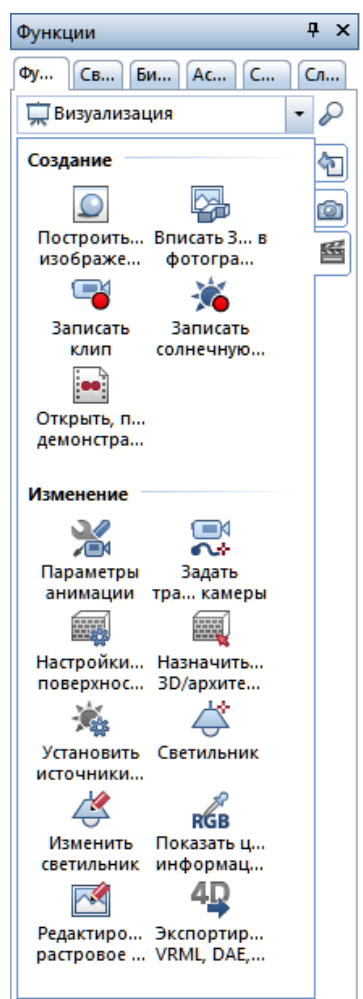 Функции
Фу... Св... Би... Ас... С... Сл...
Визуализация
Создание
Построить... Вписать 3... в
изображе... фотогра...
Записать Записать
клип солнечную...
Открыть, п...
демонстра...
Изменение
Параметры Задать
анимации тра... камеры
Настройки... Назначить...
поверхнос... 3D/архите...
Установить Светильник
источники...
RGB
Изменить Показать ц...
светильник информац...
4D
Редактиро... Экспортир...
растровое ... VRML, DAE,...